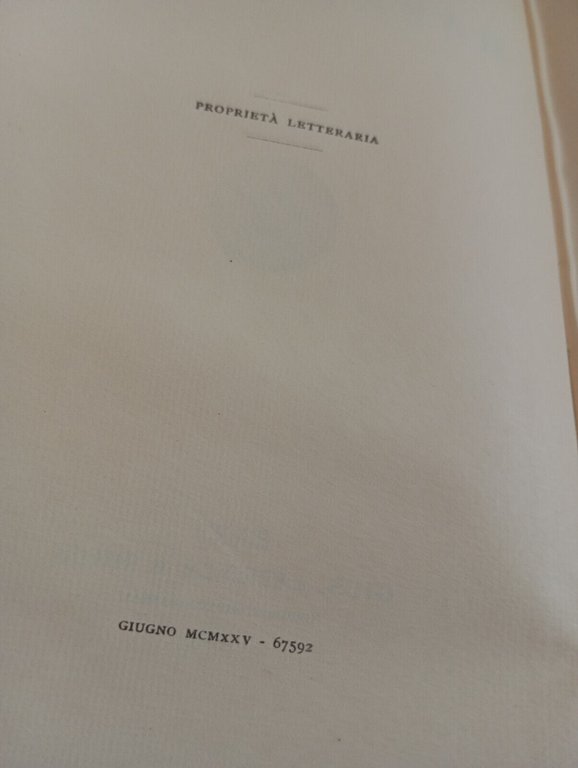 PROPRIETÀ LETTERARIA
GIUGNO MCMXXV - 67592